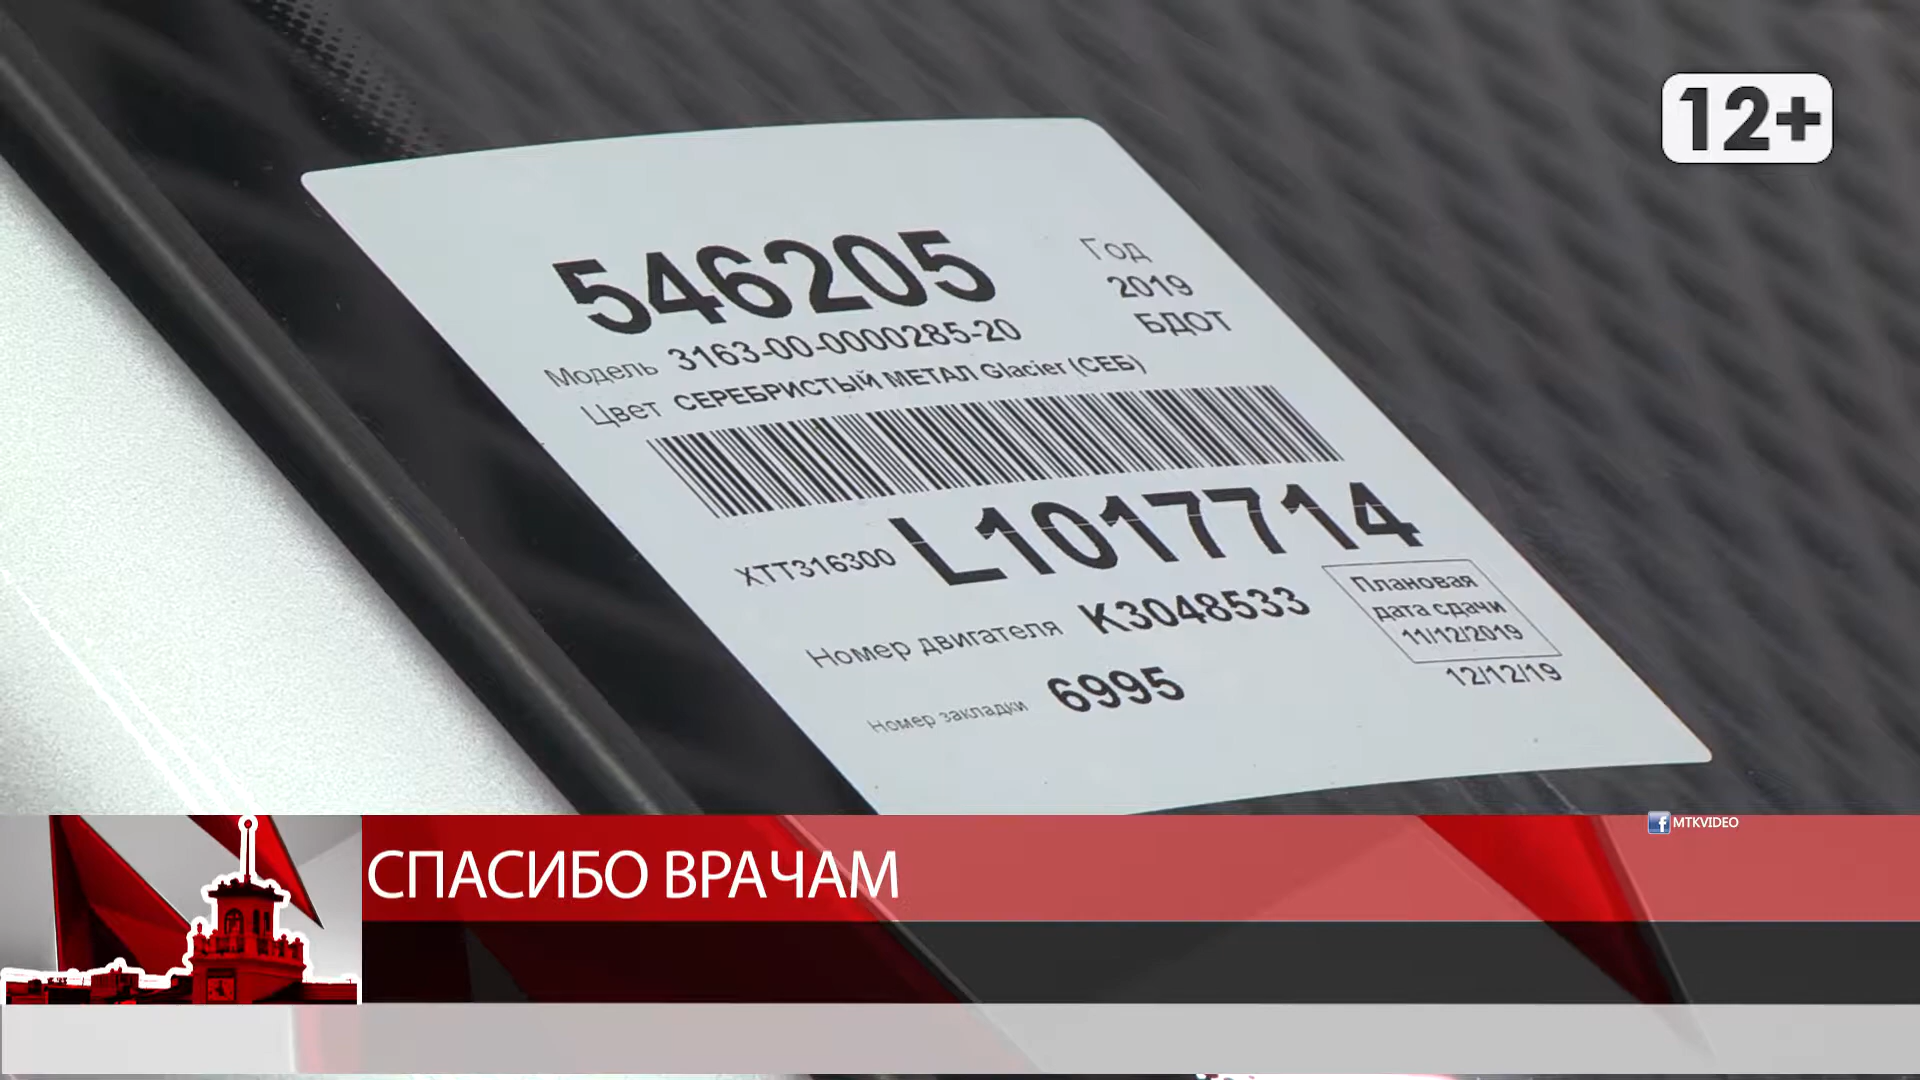 12+
546205
Год
2019
БДОТ
Модель 3163-00-0000285-20
Цвет СЕРЕБРИСТЫЙ МЕТАЛ Glacier (СЕБ)
XTT316300 L1017714
Номер двигателя K3048533
Плановая
дата сдачи
11/12/2019
12/12/19
Номер закладки 6995
MTKVIDEO
СПАСИБО ВРАЧАМ